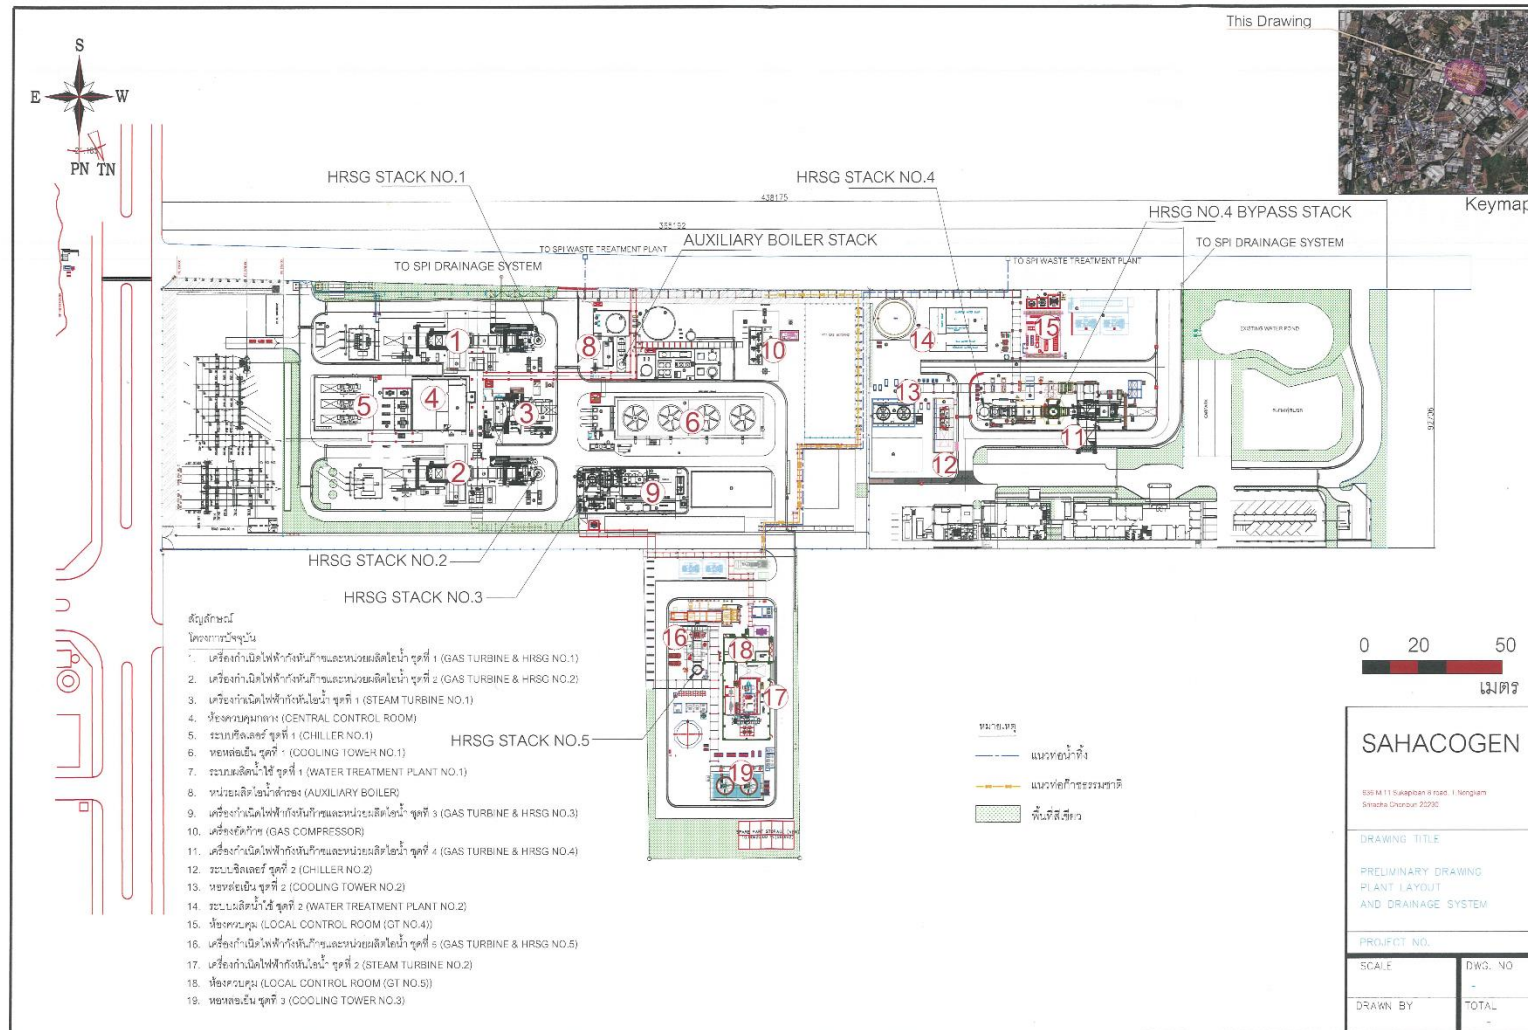 This Drawing
Keymap
S
E
W
PN TN
HRSG STACK NO.1
HRSG STACK NO.4
438175
HRSG NO.4 BYPASS STACK
AUXILIARY BOILER STACK
TO SPI WASTE TREATMENT PLANT
TO SPI DRAINAGE SYSTEM
TO SPI DRAINAGE SYSTEM
TO SPI WASTE TREATMENT PLANT
EXISTING WATER POND
92706
1
8
10
14
15
5
4
3
6
13
11
2
9
12
HRSG STACK NO.2
HRSG STACK NO.3
16
18
17
HRSG STACK NO.5
19
สัญลักษณ์
โครงการปัจจุบัน
1. เครื่องกำเนิดไฟฟ้ากังหันก๊าซและหน่วยผลิตไอน้ำ ชุดที่ 1 (GAS TURBINE & HRSG NO.1)
2. เครื่องกำเนิดไฟฟ้ากังหันก๊าซและหน่วยผลิตไอน้ำ ชุดที่ 2 (GAS TURBINE & HRSG NO.2)
3. เครื่องกำเนิดไฟฟ้ากังหันไอน้ำ ชุดที่ 1 (STEAM TURBINE NO.1)
4. ห้องควบคุมกลาง (CENTRAL CONTROL ROOM)
5. ระบบชิลเลอร์ ชุดที่ 1 (CHILLER NO.1)
6. หอหล่อเย็น ชุดที่ 1 (COOLING TOWER NO.1)
7. ระบบผลิตน้ำใช้ ชุดที่ 1 (WATER TREATMENT PLANT NO.1)
8. หน่วยผลิตไอน้ำสำรอง (AUXILIARY BOILER)
9. เครื่องกำเนิดไฟฟ้ากังหันก๊าซและหน่วยผลิตไอน้ำ ชุดที่ 3 (GAS TURBINE & HRSG NO.3)
10. เครื่องอัดก๊าซ (GAS COMPRESSOR)
11. เครื่องกำเนิดไฟฟ้ากังหันก๊าซและหน่วยผลิตไอน้ำ ชุดที่ 4 (GAS TURBINE & HRSG NO.4)
12. ระบบชิลเลอร์ ชุดที่ 2 (CHILLER NO.2)
13. หอหล่อเย็น ชุดที่ 2 (COOLING TOWER NO.2)
14. ระบบผลิตน้ำใช้ ชุดที่ 2 (WATER TREATMENT PLANT NO.2)
15. ห้องควบคุม (LOCAL CONTROL ROOM (GT NO.4))
16. เครื่องกำเนิดไฟฟ้ากังหันก๊าซและหน่วยผลิตไอน้ำ ชุดที่ 5 (GAS TURBINE & HRSG NO.5)
17. เครื่องกำเนิดไฟฟ้ากังหันไอน้ำ ชุดที่ 2 (STEAM TURBINE NO.2)
18. ห้องควบคุม (LOCAL CONTROL ROOM (GT NO.5))
19. หอหล่อเย็น ชุดที่ 3 (COOLING TOWER NO.3)
หมายเหตุ
แนวท่อน้ำทิ้ง
แนวท่อก๊าซธรรมชาติ
พื้นที่สีเขียว
0 20 50
เมตร
SAHACOGEN
DRAWING TITLE
PRELIMINARY DRAWING
PLANT LAYOUT
AND DRAINAGE SYSTEM
PROJECT NO.
SCALE
DWG. NO
DRAWN BY
TOTAL